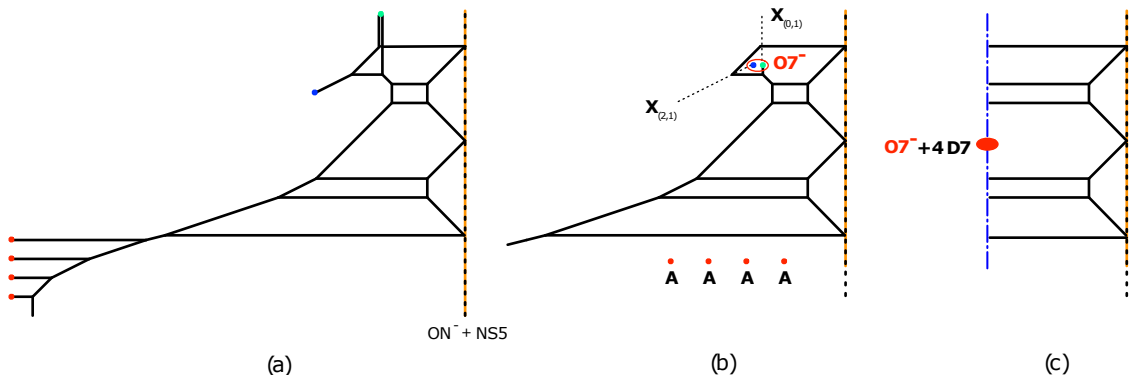 X(0,1)
O7⁻
X(2,1)
O7⁻+4 D7
A A A A
ON⁻ + NS5
(a) (b) (c)